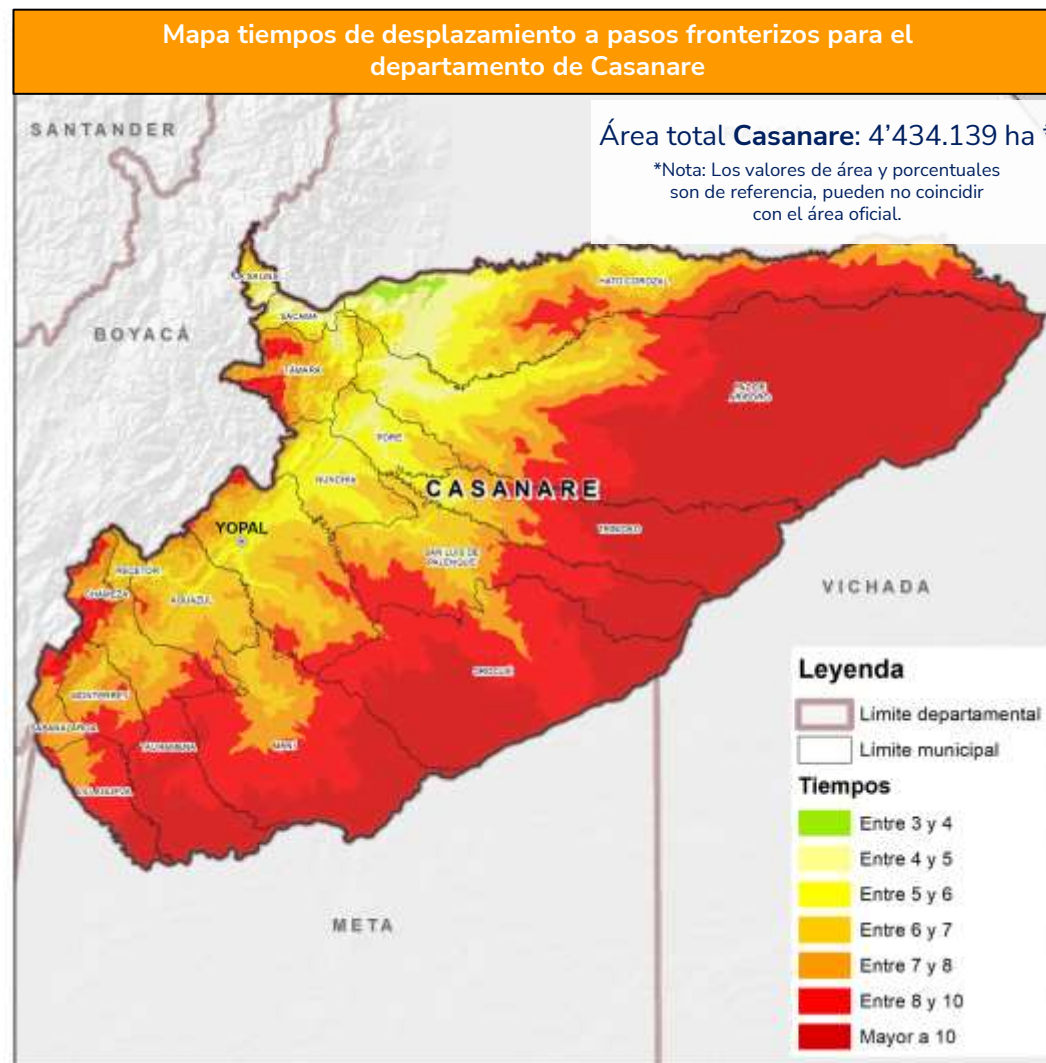 Mapa tiempos de desplazamiento a pasos fronterizos para el
departamento de Casanare
Área total Casanare: 4’434.139 ha *
*Nota: Los valores de área y porcentuales
son de referencia, pueden no coincidir
con el área oficial.
SANTANDER
BOYACÁ
HATO COROZAL
SACAMA
TAMARA
PORE
NUNCHIA
CASANARE
YOPAL
TRINIDAD
SAN LUIS DE
PALENQUE
RECETOR
CHAMEZA
AGUAZUL
VICHADA
OROCUE
MONTERREY
SABANALARGA
TAURAMENA
MANI
VILLANUEVA
META
Leyenda
Límite departamental
Límite municipal
Tiempos
Entre 3 y 4
Entre 4 y 5
Entre 5 y 6
Entre 6 y 7
Entre 7 y 8
Entre 8 y 10
Mayor a 10